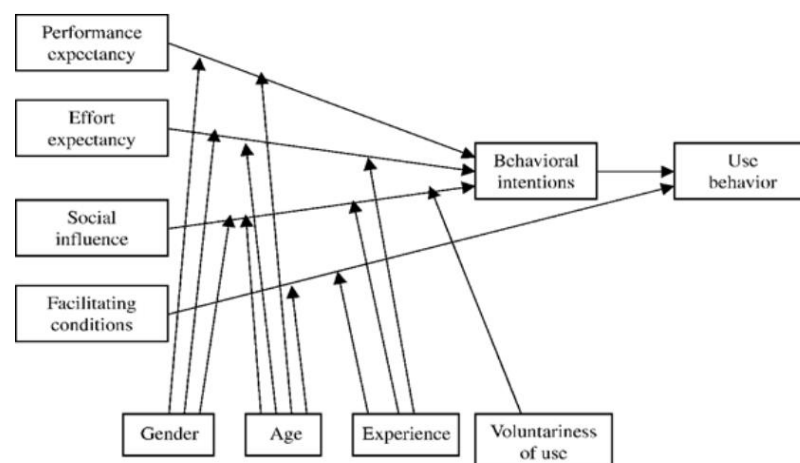 Performance
expectancy
Effort
expectancy
Social
influence
Facilitating
conditions
Behavioral
intentions
Use
behavior
Gender
Age
Experience
Voluntariness
of use